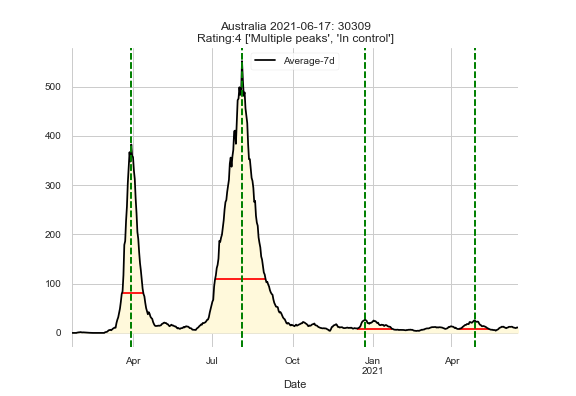 Australia 2021-06-17: 30309
Rating:4 ['Multiple peaks', 'In control']
Average-7d
500
400
300
200
100
0
Apr
Jul
Oct
Jan
2021
Apr
Date